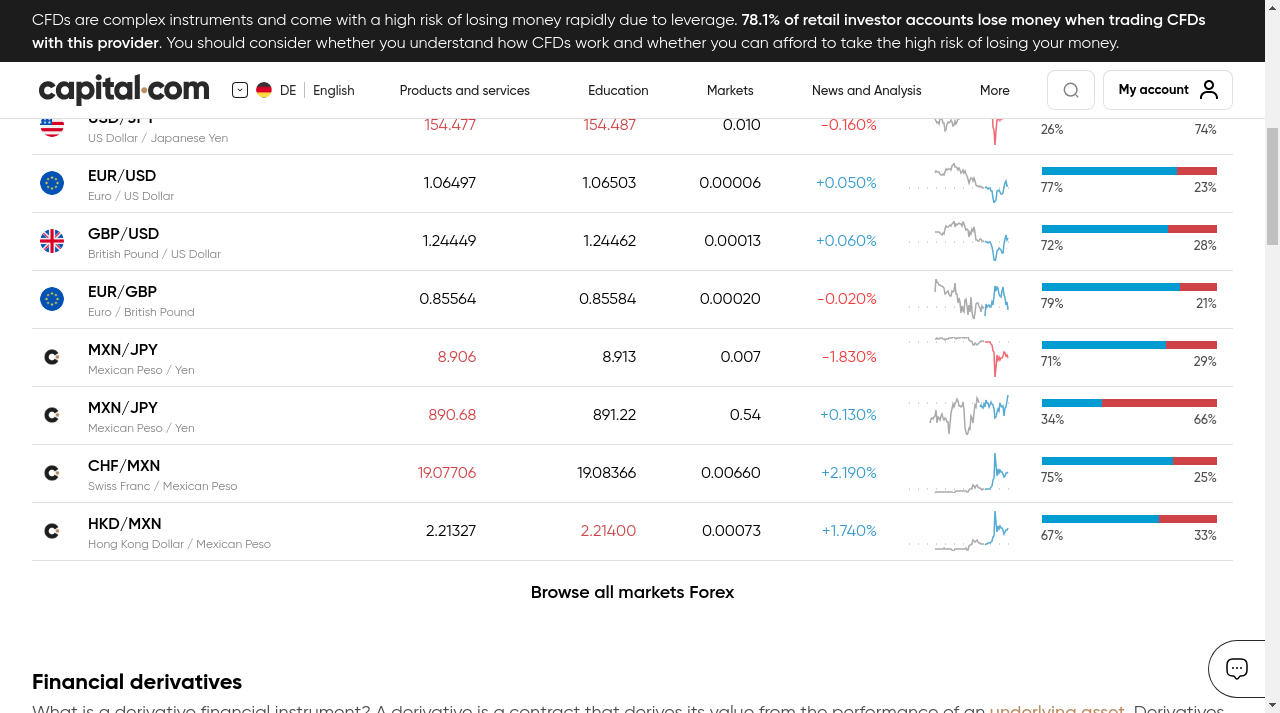 CFDs are complex instruments and come with a high risk of losing money rapidly due to leverage. 78.1% of retail investor accounts lose money when trading CFDs
with this provider. You should consider whether you understand how CFDs work and whether you can afford to take the high risk of losing your money.
capital.com DE English Products and services Education Markets News and Analysis More My account
USD/JPY 154.477 154.487 0.010 -0.160% 26% 74%
US Dollar / Japanese Yen
EUR/USD 1.06497 1.06503 0.00006 +0.050% 77% 23%
Euro / US Dollar
GBP/USD 1.24449 1.24462 0.00013 +0.060% 72% 28%
British Pound / US Dollar
EUR/GBP 0.85564 0.85584 0.00020 -0.020% 79% 21%
Euro / British Pound
MXN/JPY 8.906 8.913 0.007 -1.830% 71% 29%
Mexican Peso / Yen
MXN/JPY 890.68 891.22 0.54 +0.130% 34% 66%
Mexican Peso / Yen
CHF/MXN 19.07706 19.08366 0.00660 +2.190% 75% 25%
Swiss Franc / Mexican Peso
HKD/MXN 2.21327 2.21400 0.00073 +1.740% 67% 33%
Hong Kong Dollar / Mexican Peso
Browse all markets Forex
Financial derivatives
What is a derivative financial instrument? A derivative is a contract that derives its value from the performance of an underlying asset. Derivatives